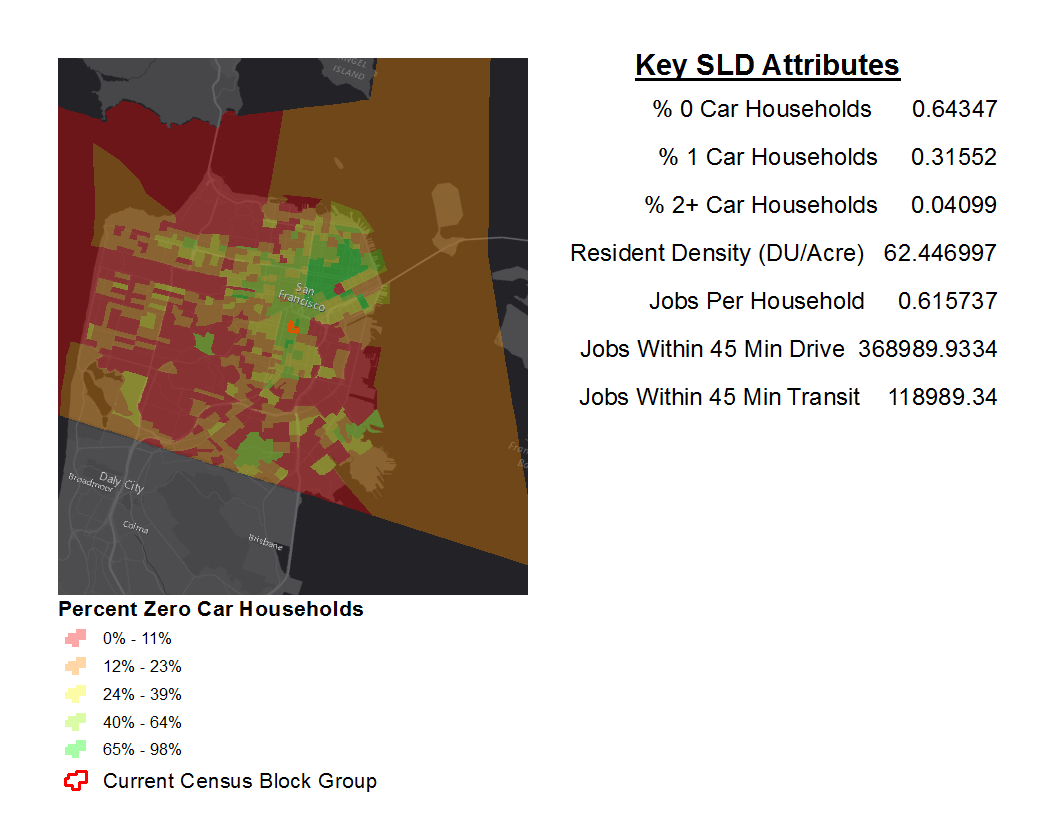 NGEL
ISLAND
San
Francisco
Daly City
Broadmoor
Colma
Brisbane
Key SLD Attributes
% 0 Car Households 0.64347
% 1 Car Households 0.31552
% 2+ Car Households 0.04099
Resident Density (DU/Acre) 62.446997
Jobs Per Household 0.615737
Jobs Within 45 Min Drive 368989.9334
Jobs Within 45 Min Transit 118989.34
Percent Zero Car Households
0% - 11%
12% - 23%
24% - 39%
40% - 64%
65% - 98%
Current Census Block Group